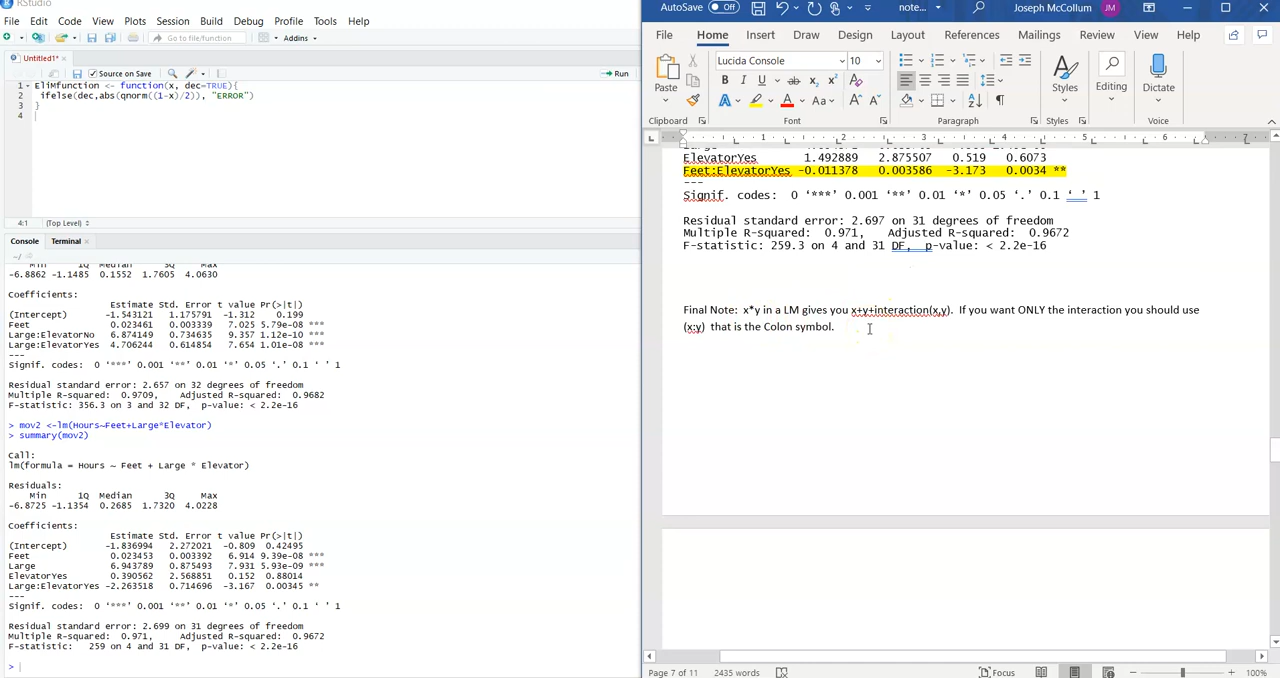 RStudio
File Edit Code View Plots Session Build Debug Profile Tools Help
Go to file/function Addins
Untitled1*
Source on Save Run
1 ElimFunction <- function(x, dec=TRUE){
2 ifelse(dec,abs(qnorm((1-x)/2)), "ERROR")
3 }
4
4:1 (Top Level)
Console Terminal
~/
Min 1Q Median 3Q Max
-6.8862 -1.1485 0.1552 1.7605 4.0630
Coefficients:
Estimate Std. Error t value Pr(>|t|)
(Intercept) -1.543121 1.175791 -1.312 0.199
Feet 0.023461 0.003339 7.025 5.79e-08 ***
Large:ElevatorNo 6.874149 0.734635 9.357 1.12e-10 ***
Large:ElevatorYes 4.706244 0.614854 7.654 1.01e-08 ***
---
Signif. codes: 0 ‘***’ 0.001 ‘**’ 0.01 ‘*’ 0.05 ‘.’ 0.1 ‘ ’ 1
Residual standard error: 2.657 on 32 degrees of freedom
Multiple R-squared: 0.9709, Adjusted R-squared: 0.9682
F-statistic: 356.3 on 3 and 32 DF, p-value: < 2.2e-16
> mov2 <-lm(Hours~Feet+Large*Elevator)
> summary(mov2)
Call:
lm(formula = Hours ~ Feet + Large * Elevator)
Residuals:
Min 1Q Median 3Q Max
-6.8725 -1.1354 0.2685 1.7320 4.0228
Coefficients:
Estimate Std. Error t value Pr(>|t|)
(Intercept) -1.836994 2.272021 -0.809 0.42495
Feet 0.023453 0.003392 6.914 9.39e-08 ***
Large 6.943789 0.875493 7.931 5.93e-09 ***
ElevatorYes 0.390562 2.568851 0.152 0.88014
Large:ElevatorYes -2.263518 0.714696 -3.167 0.00345 **
---
Signif. codes: 0 ‘***’ 0.001 ‘**’ 0.01 ‘*’ 0.05 ‘.’ 0.1 ‘ ’ 1
Residual standard error: 2.699 on 31 degrees of freedom
Multiple R-squared: 0.971, Adjusted R-squared: 0.9672
F-statistic: 259 on 4 and 31 DF, p-value: < 2.2e-16
>
AutoSave Off note... Joseph McCollum JM
File Home Insert Draw Design Layout References Mailings Review View Help
Lucida Console 10
Paste Styles Editing Dictate
Clipboard Font Paragraph Styles Voice
1 2 3 4 5 6 7
ElevatorYes 1.492889 2.875507 0.519 0.6073
Feet:ElevatorYes -0.011378 0.003586 -3.173 0.0034 **
---
Signif. codes: 0 ‘***’ 0.001 ‘**’ 0.01 ‘*’ 0.05 ‘.’ 0.1 ‘ ’ 1
Residual standard error: 2.697 on 31 degrees of freedom
Multiple R-squared: 0.971, Adjusted R-squared: 0.9672
F-statistic: 259.3 on 4 and 31 DF, p-value: < 2.2e-16
Final Note: x*y in a LM gives you x+y+interaction(x,y). If you want ONLY the interaction you should use
(x:y) that is the Colon symbol.
Page 7 of 11 2435 words Focus 100%